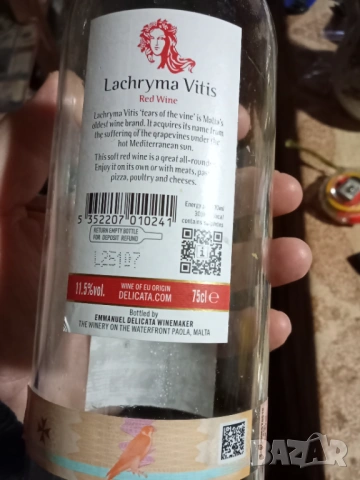 Lachryma Vitis
Red Wine
Lachryma Vitis 'tears of the vine' is Malta's
oldest wine brand. It acquires its name from
the suffering of the grapevines under the
hot Mediterranean sun.
This soft red wine is a great all-round
Enjoy it on its own or with meats, pa
pizza, poultry and cheeses.
5 352207 010241
RETURN EMPTY BOTTLE
FOR DEPOSIT REFUND
L25107
11.5%vol.
WINE OF EU ORIGIN
DELICATA.COM
75cl e
Bottled by
EMMANUEL DELICATA WINEMAKER
THE WINERY ON THE WATERFRONT PAOLA, MALTA
BAZAR